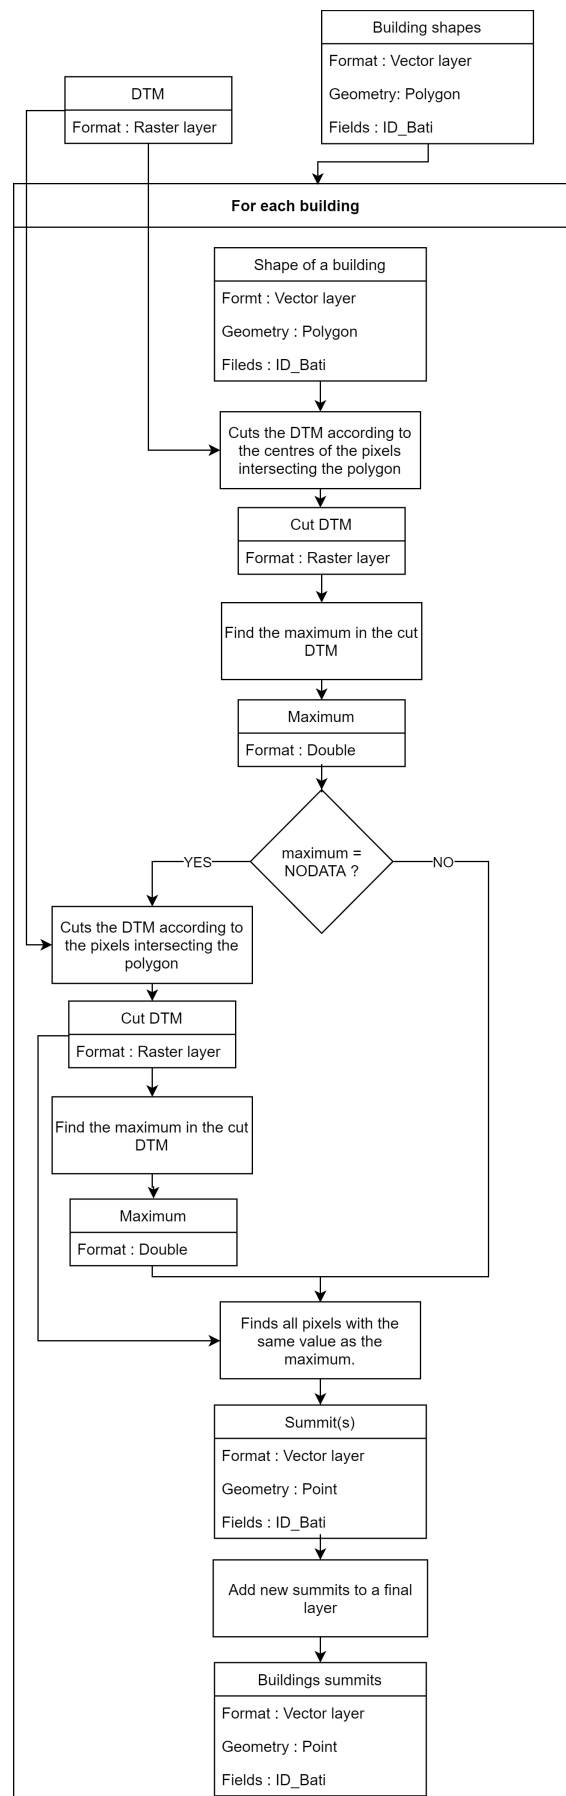 Building shapes
Format : Vector layer
Geometry: Polygon
Fields : ID_Bati
DTM
Format : Raster layer
For each building
Shape of a building
Formt : Vector layer
Geometry : Polygon
Fileds : ID_Bati
Cuts the DTM according to
the centres of the pixels
intersecting the polygon
Cut DTM
Format : Raster layer
Find the maximum in the cut
DTM
Maximum
Format : Double
maximum =
NODATA ?
YES
NO
Cuts the DTM according to
the pixels intersecting the
polygon
Cut DTM
Format : Raster layer
Find the maximum in the cut
DTM
Maximum
Format : Double
Finds all pixels with the
same value as the
maximum.
Summit(s)
Format : Vector layer
Geometry : Point
Fields : ID_Bati
Add new summits to a final
layer
Buildings summits
Format : Vector layer
Geometry : Point
Fields : ID_Bati